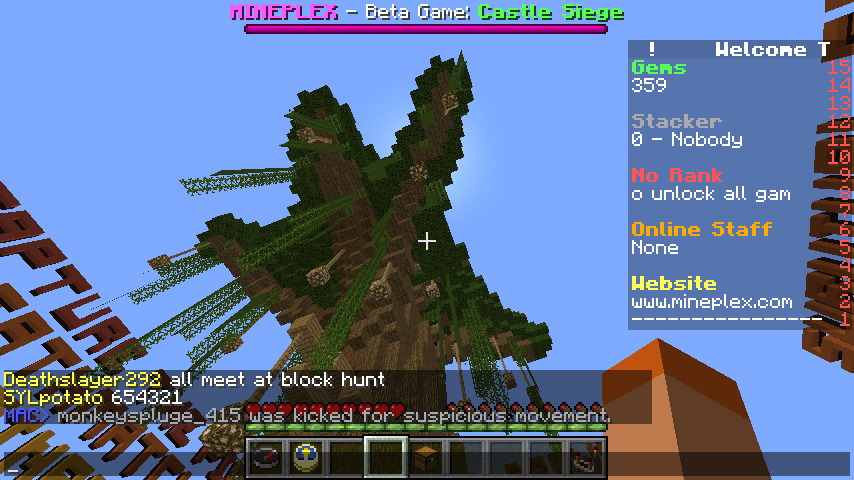 MINEPLEX - Beta Game: Castle Siege
! Welcome T
Gems 15
359 14
13
Stacker 12
0 - Nobody 11
10
No Rank 9
o unlock all gam 8
7
Online Staff 6
None 5
4
Website 3
www.mineplex.com 2
---------------- 1
Deathslayer292 all meet at block hunt
SYLpotato 654321
MAC> monkeyspluge_415 was kicked for suspicious movement.
_